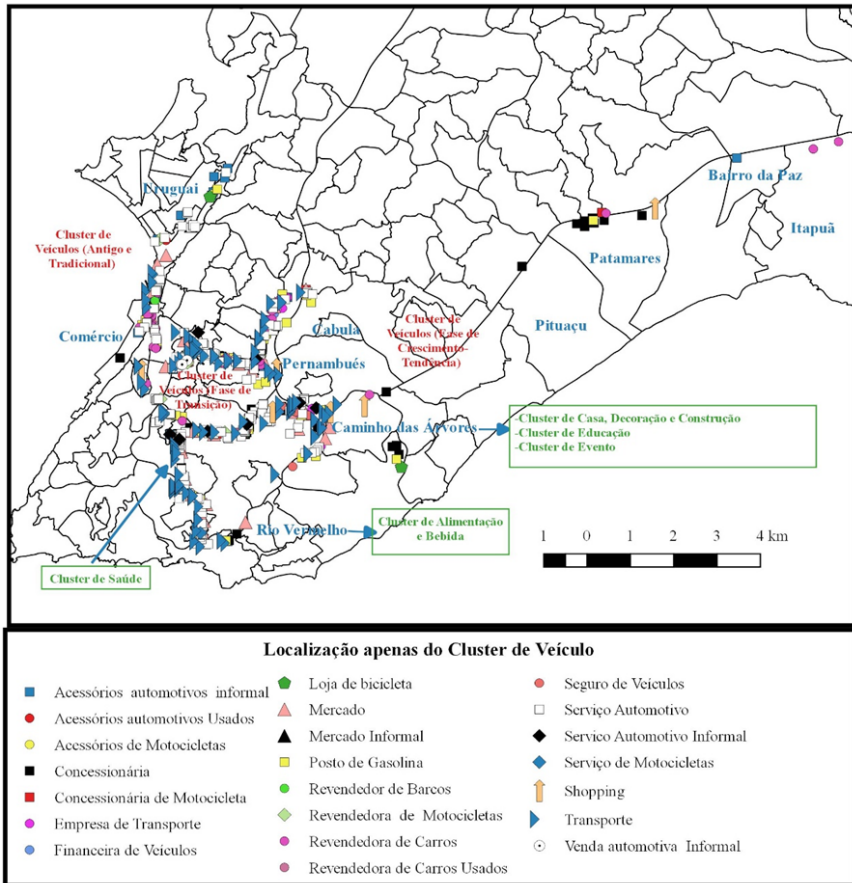 Uruguai
Bairro da Paz
Cluster de
Veículos (Antigo e
Tradicional)
Itapuã
Patamares
Comércio
Cabula
Cluster de
Veículos (Fase de
Crescimento-
Tendência)
Pituaçu
Pernambués
Cluster de
Veículos (Fase de
Transição)
Caminho das Árvores
-Cluster de Casa, Decoração e Construção
-Cluster de Educação
-Cluster de Evento
Rio Vermelho
Cluster de Alimentação
e Bebida
Cluster de Saúde
1 0 1 2 3 4 km
Localização apenas do Cluster de Veículo
Acessórios automotivos informal
Acessórios automotivos Usados
Acessórios de Motocicletas
Concessionária
Concessionária de Motocicleta
Empresa de Transporte
Financeira de Veículos
Loja de bicicleta
Mercado
Mercado Informal
Posto de Gasolina
Revendedor de Barcos
Revendedora de Motocicletas
Revendedora de Carros
Revendedora de Carros Usados
Seguro de Veículos
Serviço Automotivo
Servico Automotivo Informal
Serviço de Motocicletas
Shopping
Transporte
Venda automotiva Informal